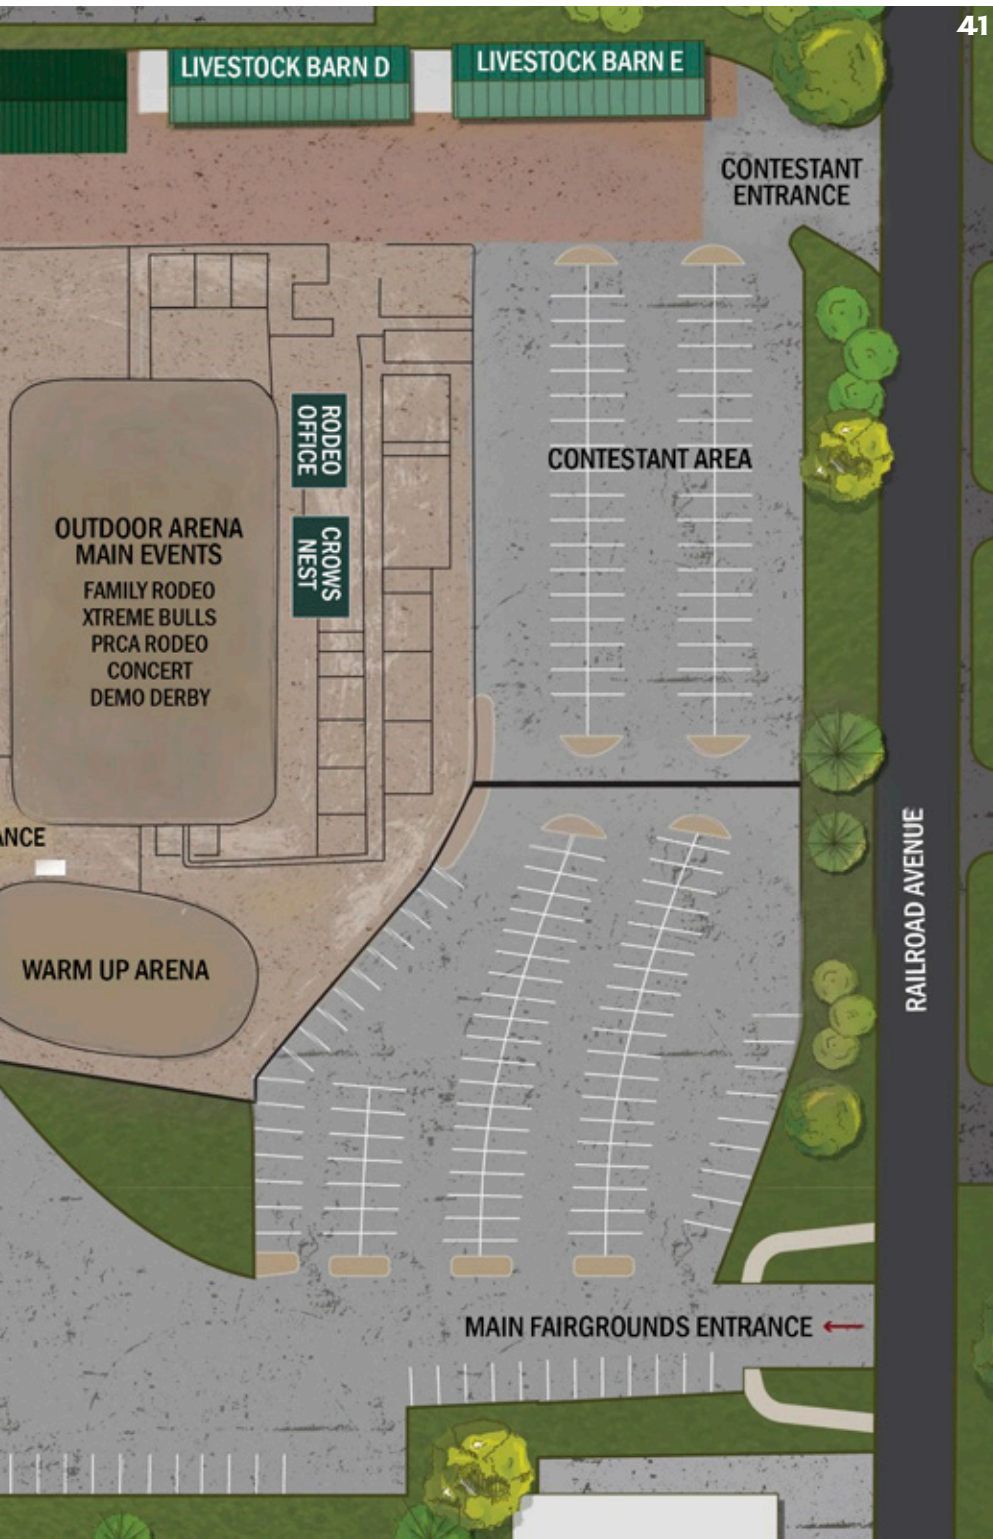 41
LIVESTOCK BARN D
LIVESTOCK BARN E
CONTESTANT
ENTRANCE
RODEO
OFFICE
CONTESTANT AREA
CROWS
NEST
OUTDOOR ARENA
MAIN EVENTS
FAMILY RODEO
XTREME BULLS
PRCA RODEO
CONCERT
DEMO DERBY
ANCE
RAILROAD AVENUE
WARM UP ARENA
MAIN FAIRGROUNDS ENTRANCE